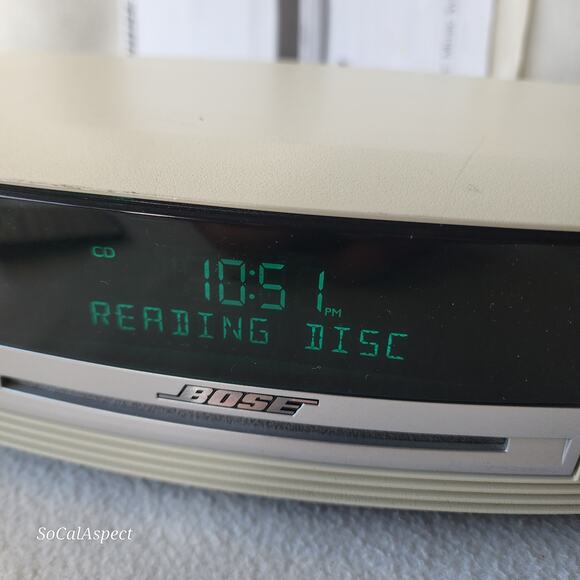 CD
10:51 PM
READING DISC
BOSE
SoCalAspect